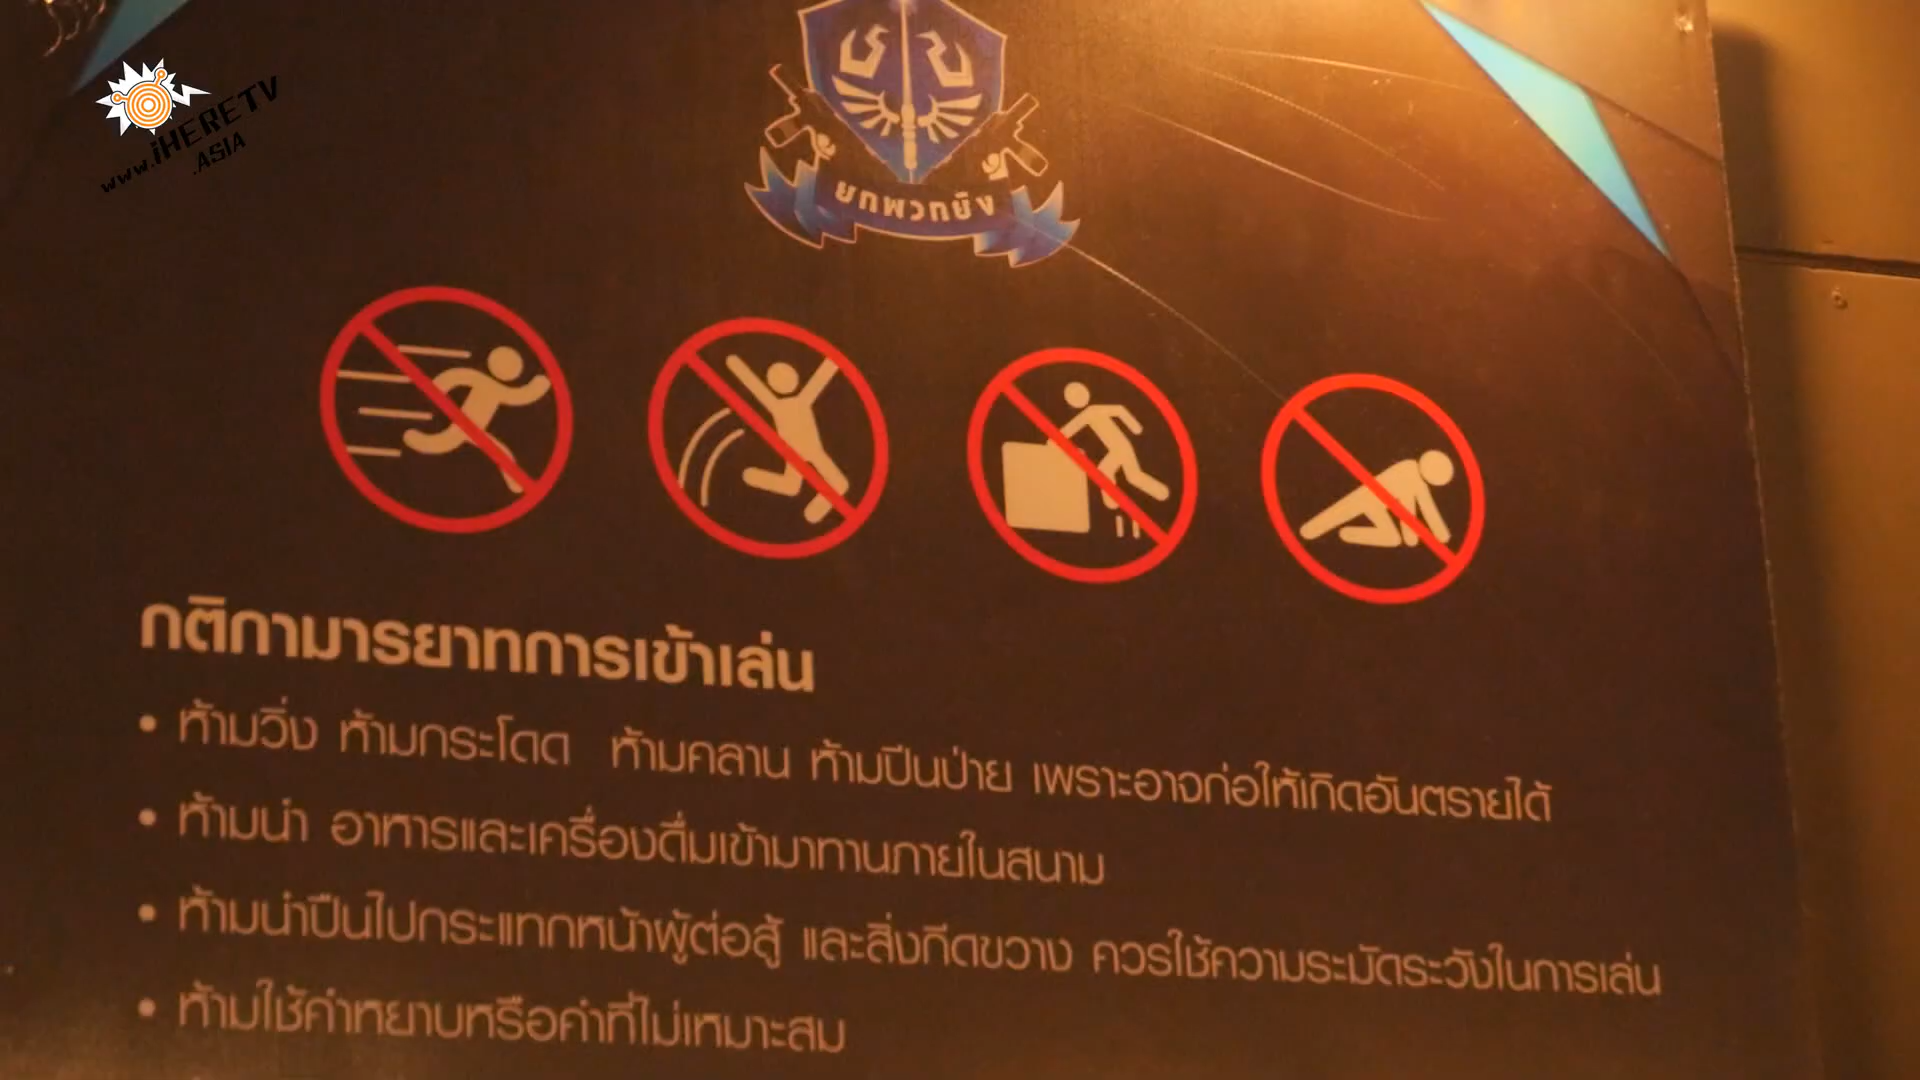 www.iHERETV
.ASIA
ยกพวกยิง
กติกามารยาทการเข้าเล่น
• ห้ามวิ่ง ห้ามกระโดด ห้ามคลาน ห้ามปีนป่าย เพราะอาจก่อให้เกิดอันตรายได้
• ห้ามนำ อาหารและเครื่องดื่มเข้ามาทานภายในสนาม
• ห้ามนำปืนไปกระแทกหน้าผู้ต่อสู้ และสิ่งกีดขวาง ควรใช้ความระมัดระวังในการเล่น
• ห้ามใช้คำหยาบหรือคำที่ไม่เหมาะสม